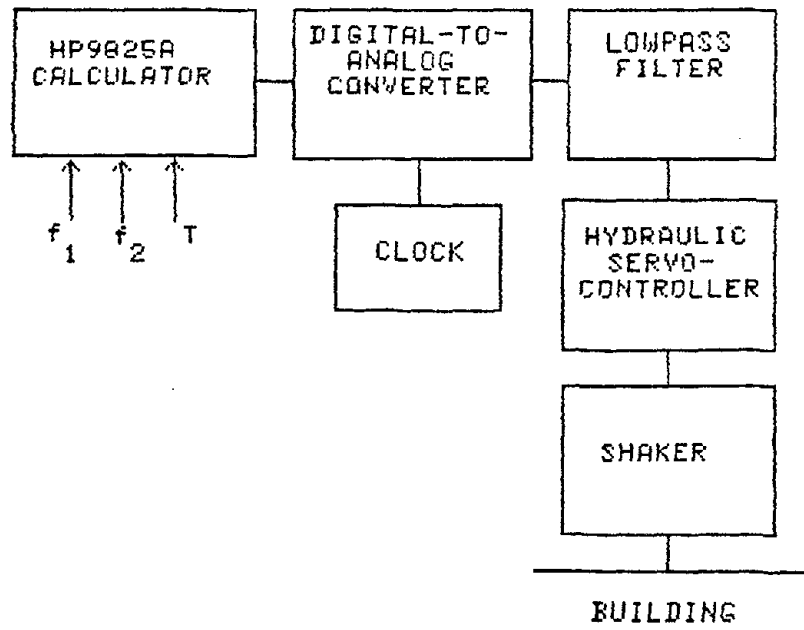 HP9825A
CALCULATOR
DIGITAL-TO-
ANALOG
CONVERTER
LOWPASS
FILTER
f1
f2
T
CLOCK
HYDRAULIC
SERVO-
CONTROLLER
SHAKER
BUILDING